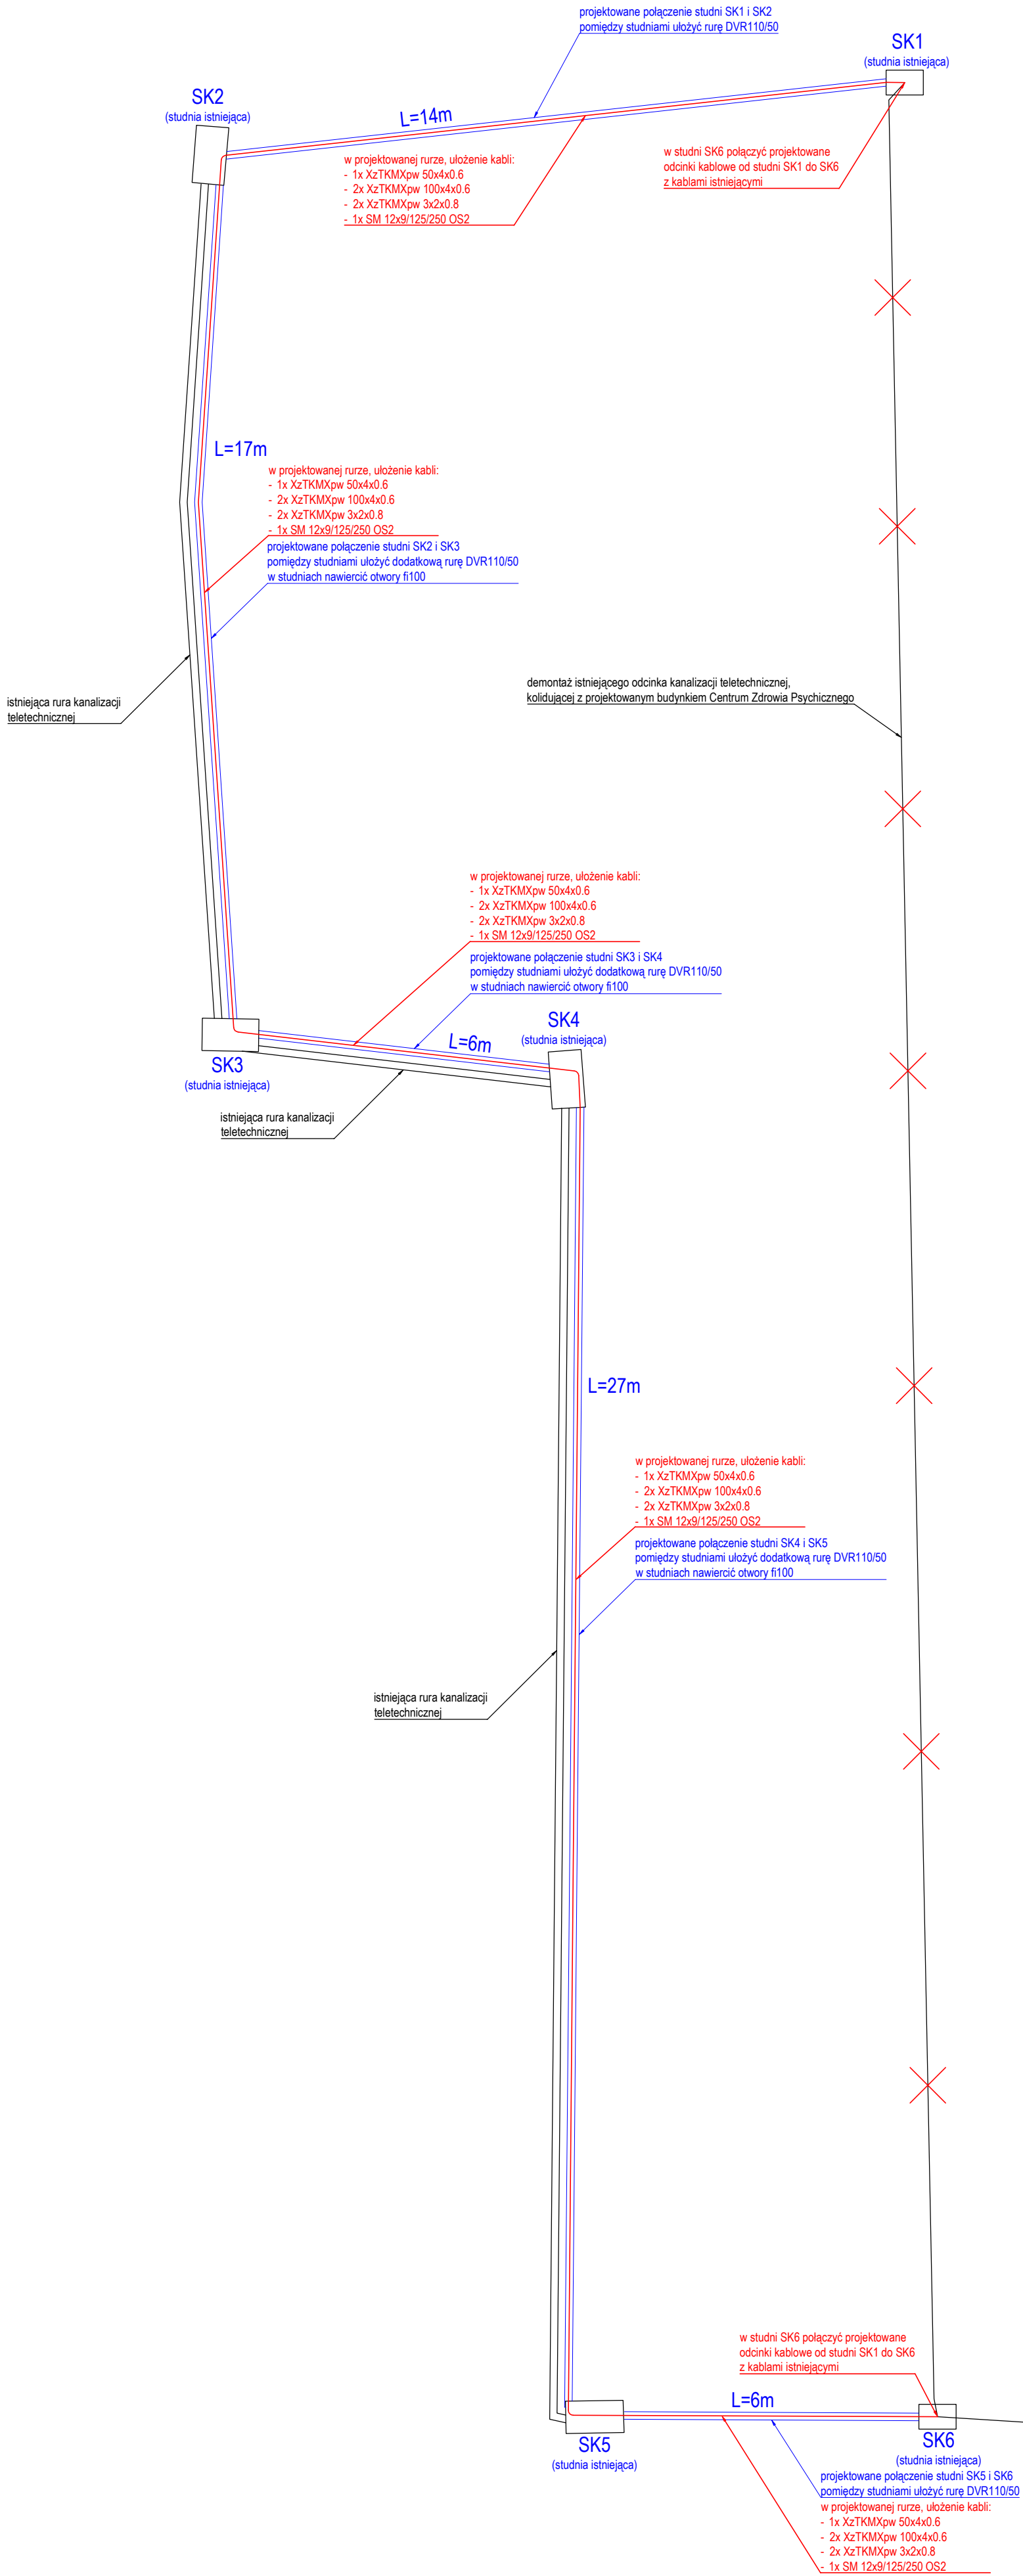 projektowane połączenie studni SK1 i SK2
pomiędzy studniami ułożyć rurę DVR110/50
SK1
(studnia istniejąca)
SK2
(studnia istniejąca)
L=14m
w projektowanej rurze, ułożenie kabli:
- 1x XzTKMXpw 50x4x0.6
- 2x XzTKMXpw 100x4x0.6
- 2x XzTKMXpw 3x2x0.8
- 1x SM 12x9/125/250 OS2
w studni SK6 połączyć projektowane
odcinki kablowe od studni SK1 do SK6
z kablami istniejącymi
L=17m
w projektowanej rurze, ułożenie kabli:
- 1x XzTKMXpw 50x4x0.6
- 2x XzTKMXpw 100x4x0.6
- 2x XzTKMXpw 3x2x0.8
- 1x SM 12x9/125/250 OS2
projektowane połączenie studni SK2 i SK3
pomiędzy studniami ułożyć dodatkową rurę DVR110/50
w studniach nawiercić otwory fi100
istniejąca rura kanalizacji
teletechnicznej
demontaż istniejącego odcinka kanalizacji teletechnicznej,
kolidującej z projektowanym budynkiem Centrum Zdrowia Psychicznego
w projektowanej rurze, ułożenie kabli:
- 1x XzTKMXpw 50x4x0.6
- 2x XzTKMXpw 100x4x0.6
- 2x XzTKMXpw 3x2x0.8
- 1x SM 12x9/125/250 OS2
projektowane połączenie studni SK3 i SK4
pomiędzy studniami ułożyć dodatkową rurę DVR110/50
w studniach nawiercić otwory fi100
SK4
(studnia istniejąca)
L=6m
SK3
(studnia istniejąca)
istniejąca rura kanalizacji
teletechnicznej
L=27m
w projektowanej rurze, ułożenie kabli:
- 1x XzTKMXpw 50x4x0.6
- 2x XzTKMXpw 100x4x0.6
- 2x XzTKMXpw 3x2x0.8
- 1x SM 12x9/125/250 OS2
projektowane połączenie studni SK4 i SK5
pomiędzy studniami ułożyć dodatkową rurę DVR110/50
w studniach nawiercić otwory fi100
istniejąca rura kanalizacji
teletechnicznej
w studni SK6 połączyć projektowane
odcinki kablowe od studni SK1 do SK6
z kablami istniejącymi
L=6m
SK5
(studnia istniejąca)
SK6
(studnia istniejąca)
projektowane połączenie studni SK5 i SK6
pomiędzy studniami ułożyć rurę DVR110/50
w projektowanej rurze, ułożenie kabli:
- 1x XzTKMXpw 50x4x0.6
- 2x XzTKMXpw 100x4x0.6
- 2x XzTKMXpw 3x2x0.8
- 1x SM 12x9/125/250 OS2